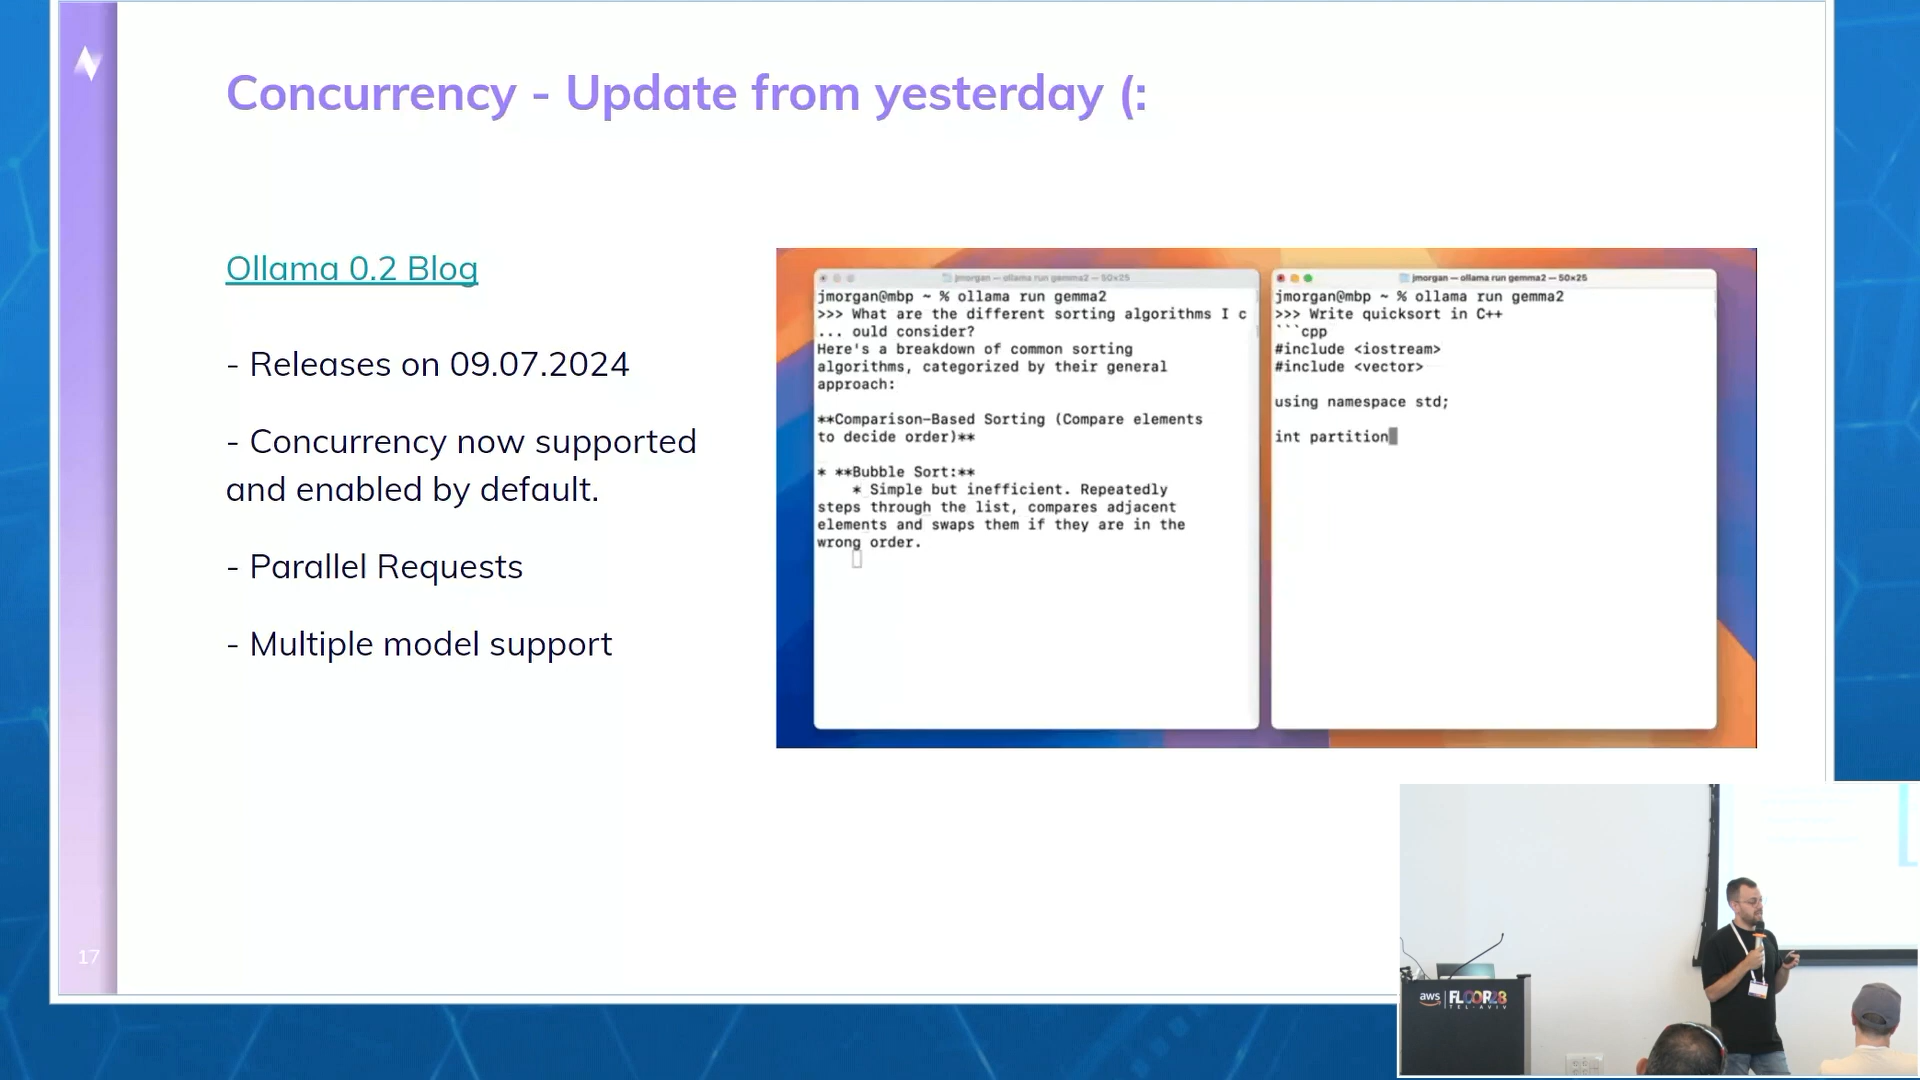 Concurrency - Update from yesterday (:
Ollama 0.2 Blog
- Releases on 09.07.2024
- Concurrency now supported
and enabled by default.
- Parallel Requests
- Multiple model support
jmorgan — ollama run gemma2 — 50×25
jmorgan@mbp ~ % ollama run gemma2
>>> What are the different sorting algorithms I c
... ould consider?
Here's a breakdown of common sorting
algorithms, categorized by their general
approach:
**Comparison-Based Sorting (Compare elements
to decide order)**
* **Bubble Sort:**
* Simple but inefficient. Repeatedly
steps through the list, compares adjacent
elements and swaps them if they are in the
wrong order.
jmorgan — ollama run gemma2 — 50×25
jmorgan@mbp ~ % ollama run gemma2
>>> Write quicksort in C++
```cpp
#include <iostream>
#include <vector>
using namespace std;
int partition
17
aws | FLOOR28
TEL-AVIV